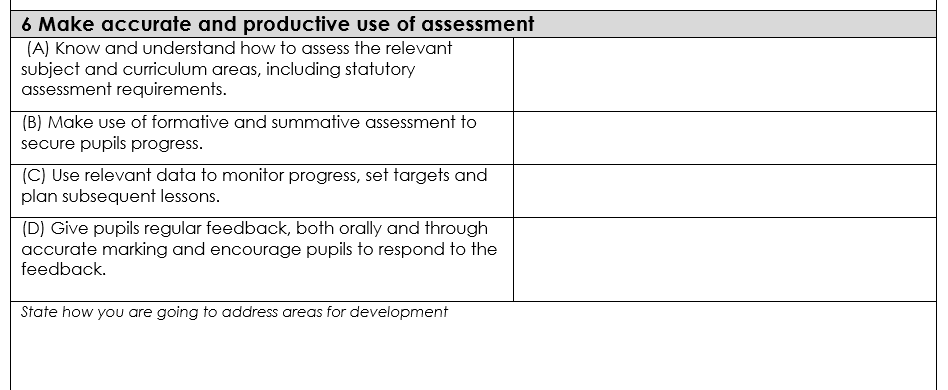 6 Make accurate and productive use of assessment
(A) Know and understand how to assess the relevant
subject and curriculum areas, including statutory
assessment requirements.
(B) Make use of formative and summative assessment to
secure pupils progress.
(C) Use relevant data to monitor progress, set targets and
plan subsequent lessons.
(D) Give pupils regular feedback, both orally and through
accurate marking and encourage pupils to respond to the
feedback.
State how you are going to address areas for development